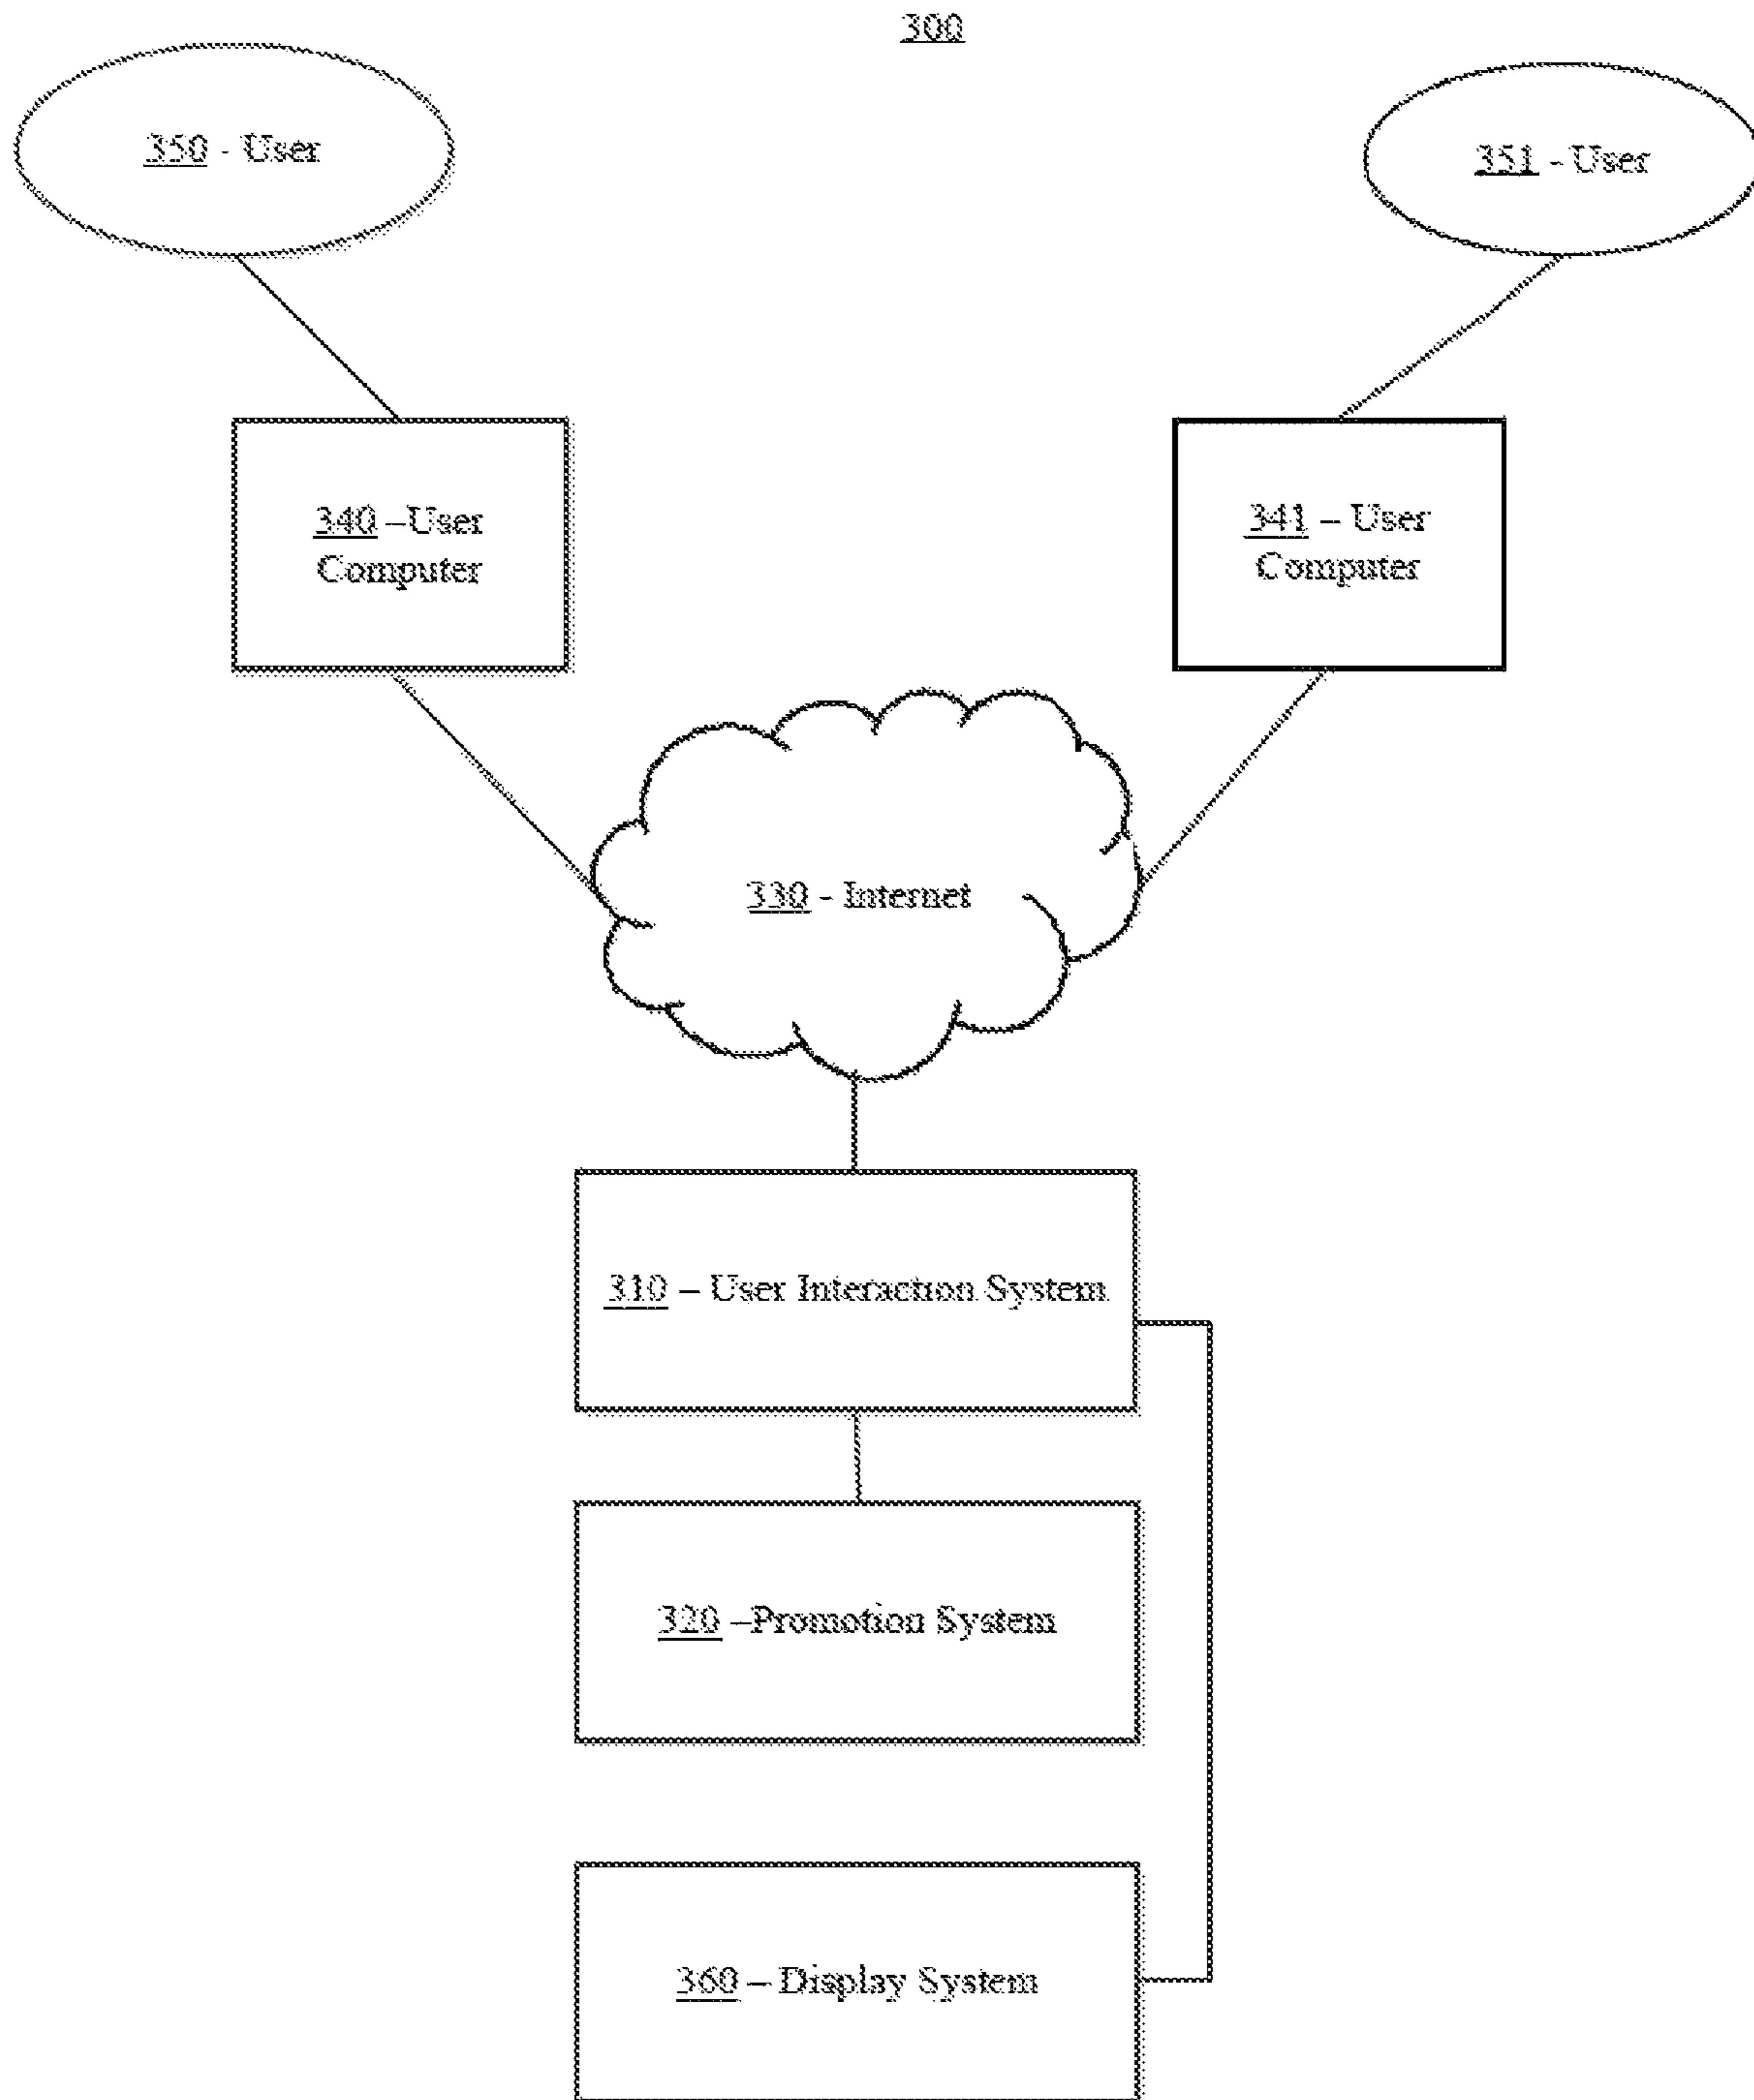 300
350 - User
351 - User
340 –User
Computer
341 – User
Computer
330 - Internet
310 – User Interaction System
320 –Promotion System
360 – Display System